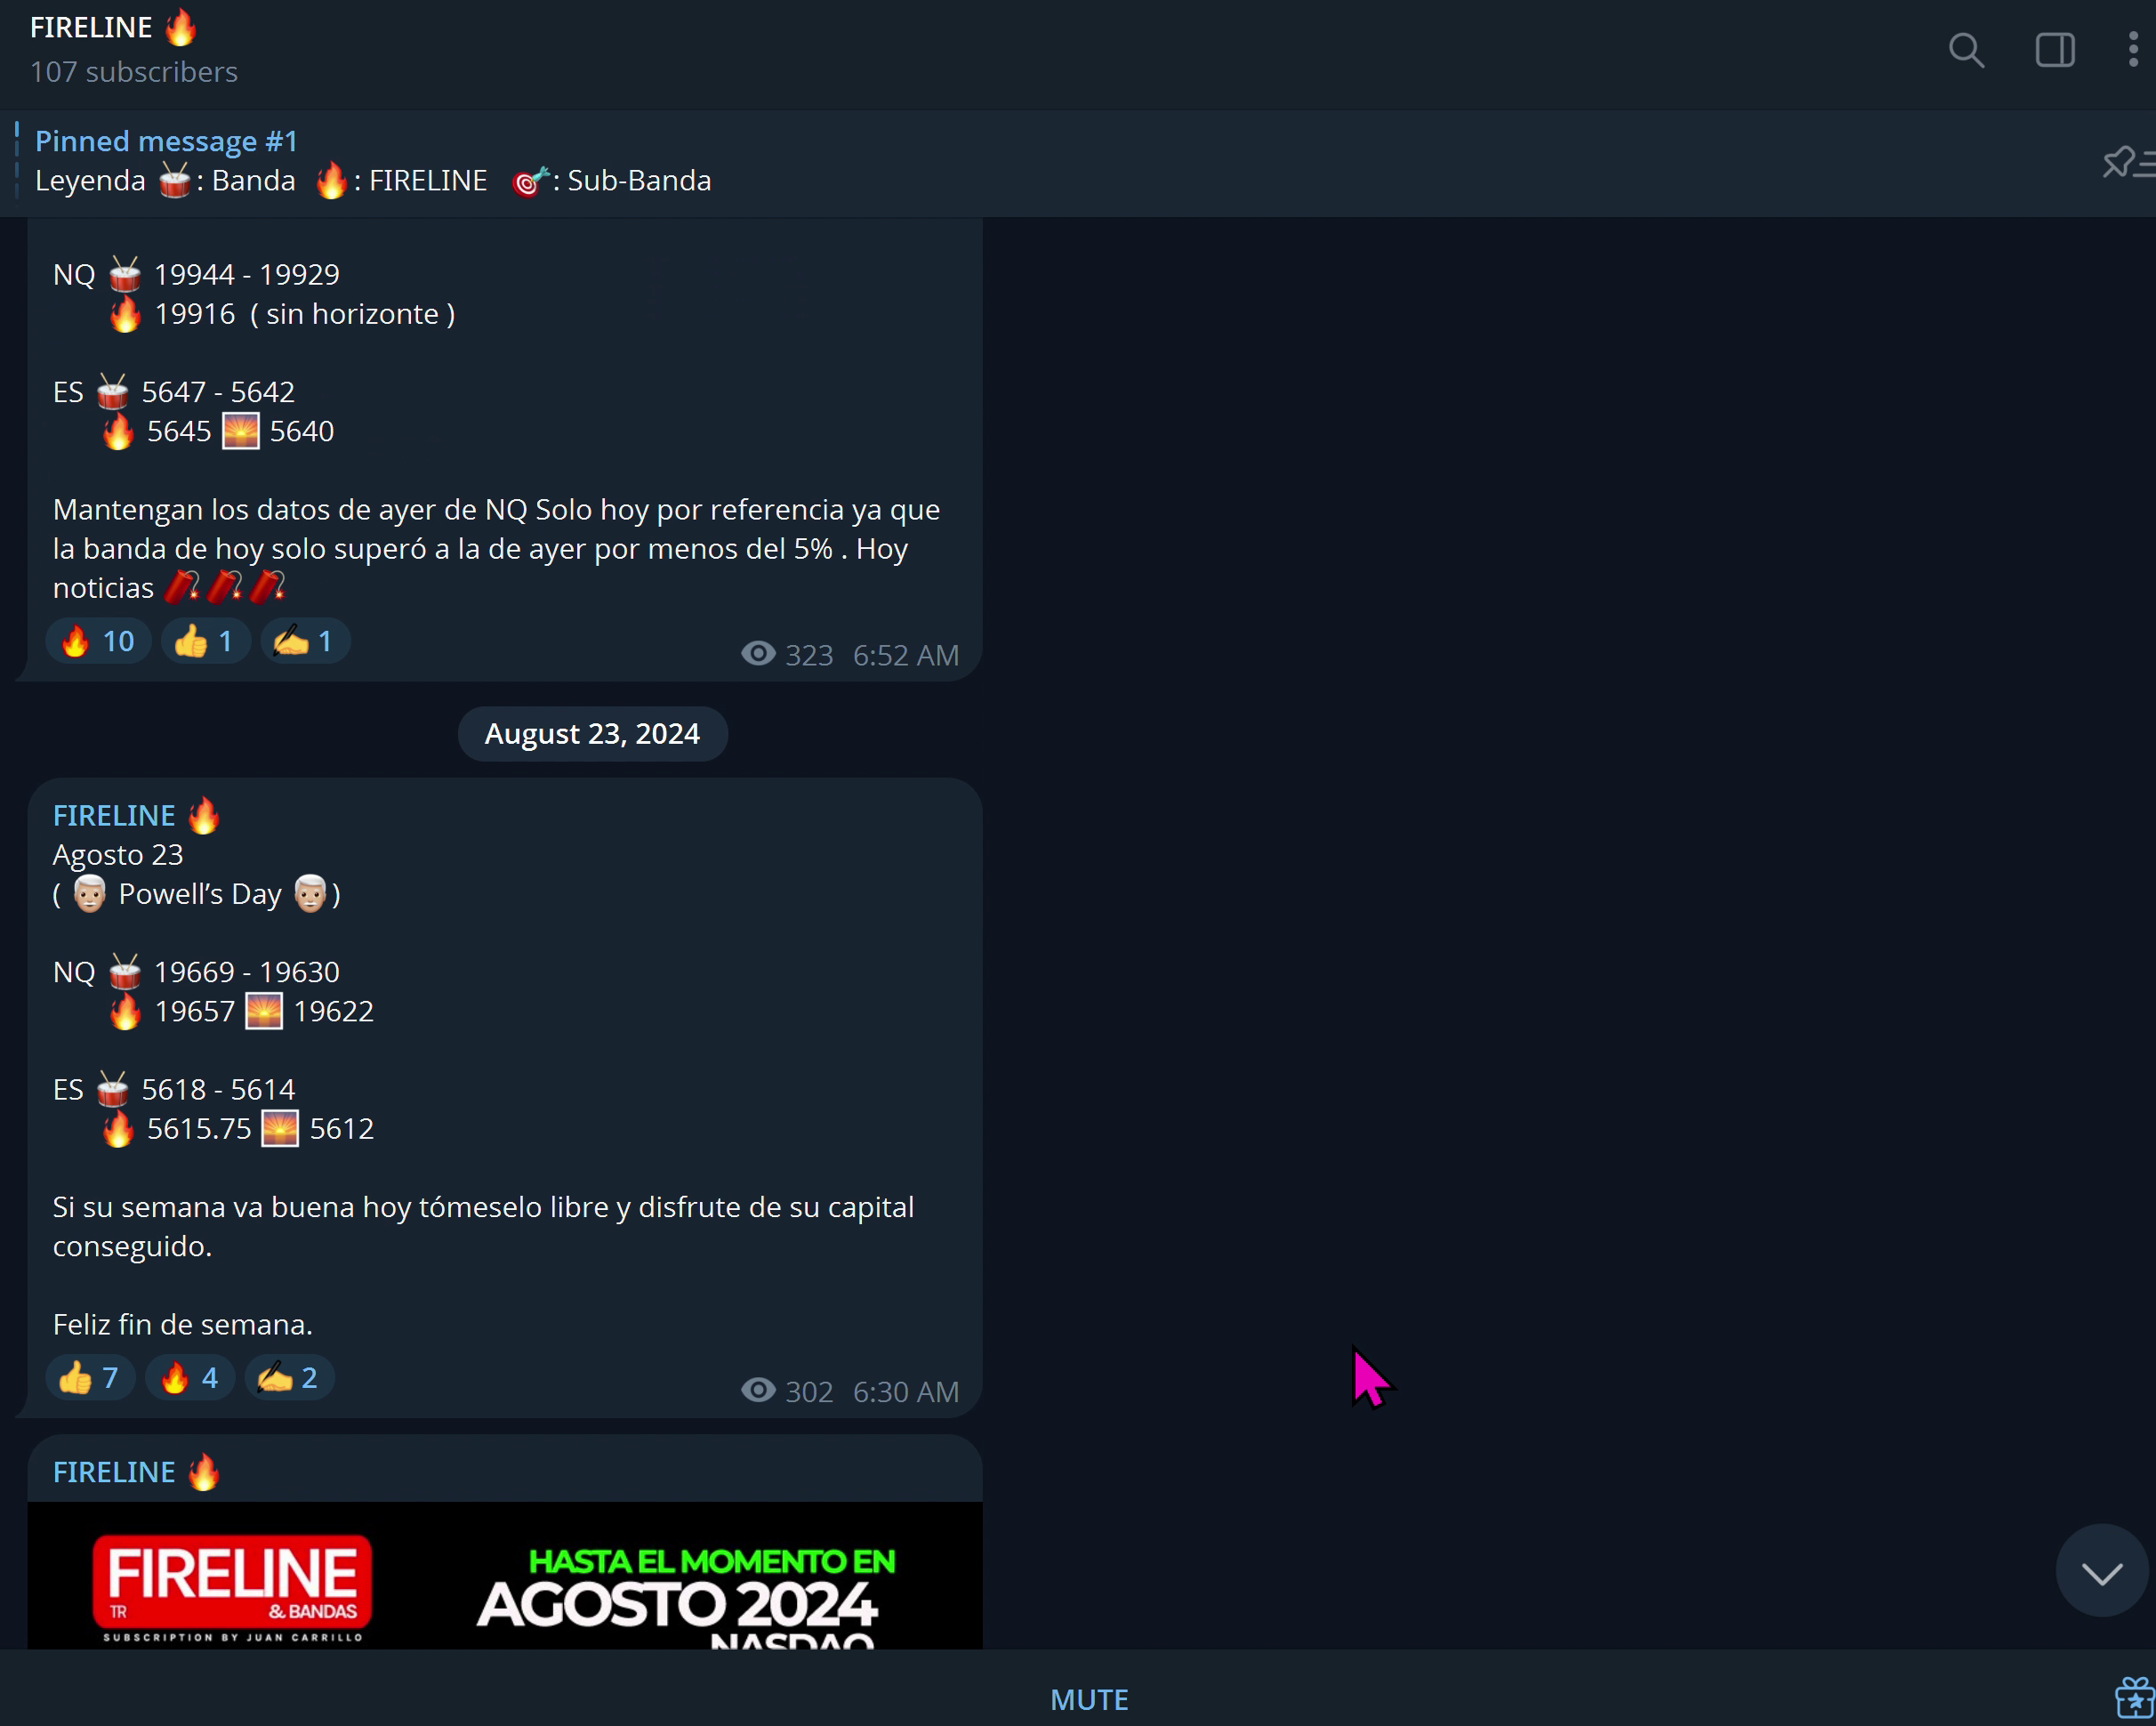 FIRELINE 🔥
107 subscribers
Pinned message #1
Leyenda 🥁: Banda 🔥: FIRELINE 🎯: Sub-Banda
NQ 🥁 19944 - 19929
🔥 19916 ( sin horizonte )
ES 🥁 5647 - 5642
🔥 5645 🌅 5640
Mantengan los datos de ayer de NQ Solo hoy por referencia ya que
la banda de hoy solo superó a la de ayer por menos del 5% . Hoy
noticias 🧨🧨🧨
🔥 10 👍 1 ✍️ 1
323 6:52 AM
August 23, 2024
FIRELINE 🔥
Agosto 23
( 👨🏼‍🦳 Powell’s Day 👨🏼‍🦳)
NQ 🥁 19669 - 19630
🔥 19657 🌅 19622
ES 🥁 5618 - 5614
🔥 5615.75 🌅 5612
Si su semana va buena hoy tómeselo libre y disfrute de su capital
conseguido.
Feliz fin de semana.
👍 7 🔥 4 ✍️ 2
302 6:30 AM
FIRELINE 🔥
FIRELINE
TR & BANDAS
SUBSCRIPTION BY JUAN CARRILLO
HASTA EL MOMENTO EN
AGOSTO 2024
NASDAQ
MUTE